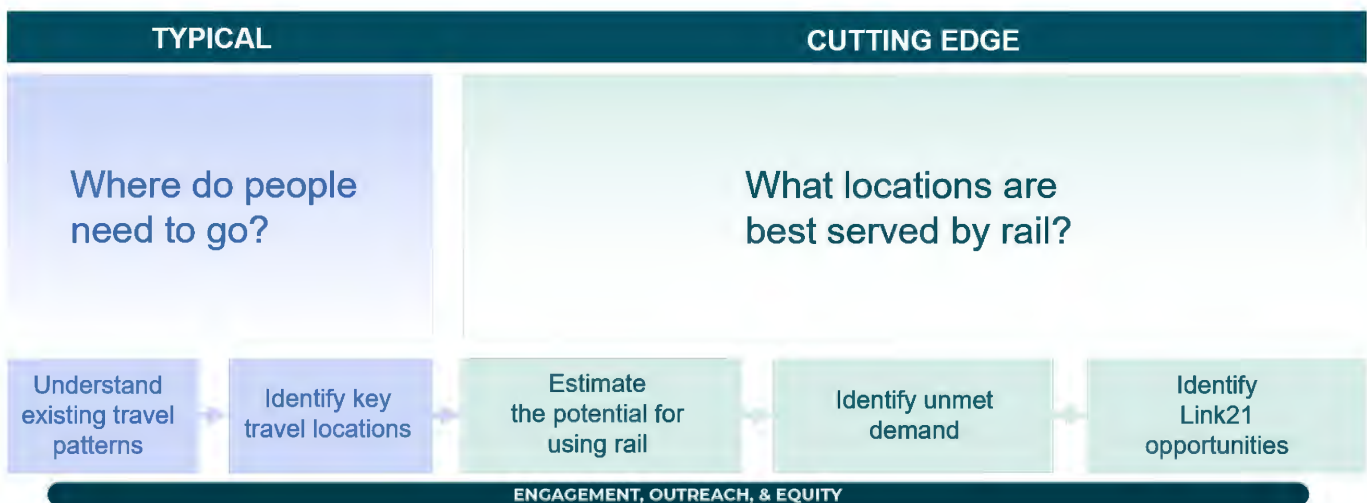 TYPICAL
CUTTING EDGE
Where do people
need to go?
What locations are
best served by rail?
Understand
existing travel
patterns
Identify key
travel locations
Estimate
the potential for
using rail
Identify unmet
demand
Identify
Link21
opportunities
ENGAGEMENT, OUTREACH, & EQUITY